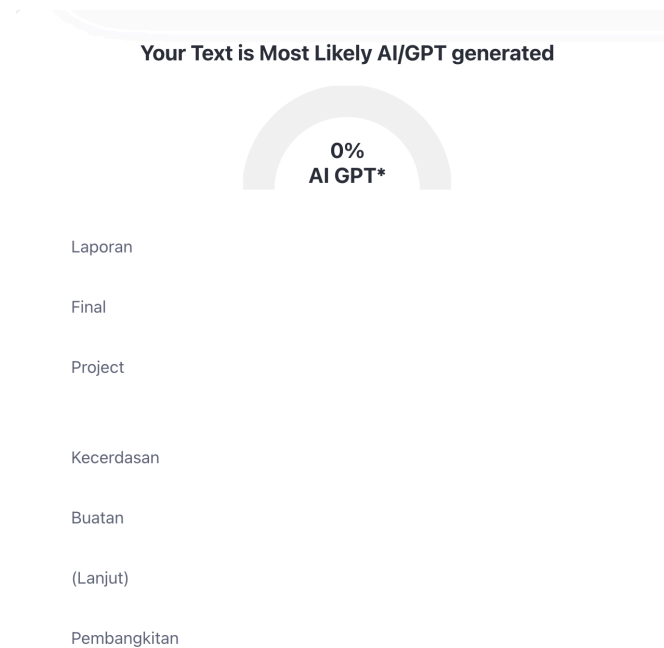 Your Text is Most Likely AI/GPT generated
0%
AI GPT*
Laporan
Final
Project
Kecerdasan
Buatan
(Lanjut)
Pembangkitan